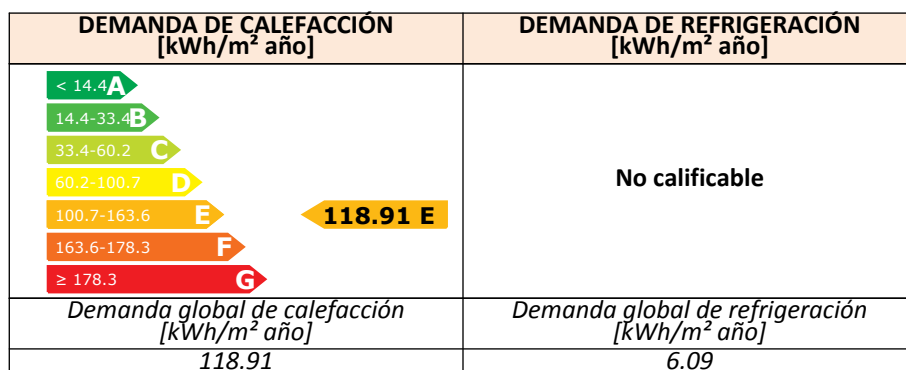 DEMANDA DE CALEFACCIÓN
[kWh/m² año]
DEMANDA DE REFRIGERACIÓN
[kWh/m² año]
< 14.4 A
14.4-33.4 B
33.4-60.2 C
60.2-100.7 D
100.7-163.6 E
118.91 E
163.6-178.3 F
≥ 178.3 G
No calificable
Demanda global de calefacción
[kWh/m² año]
Demanda global de refrigeración
[kWh/m² año]
118.91
6.09